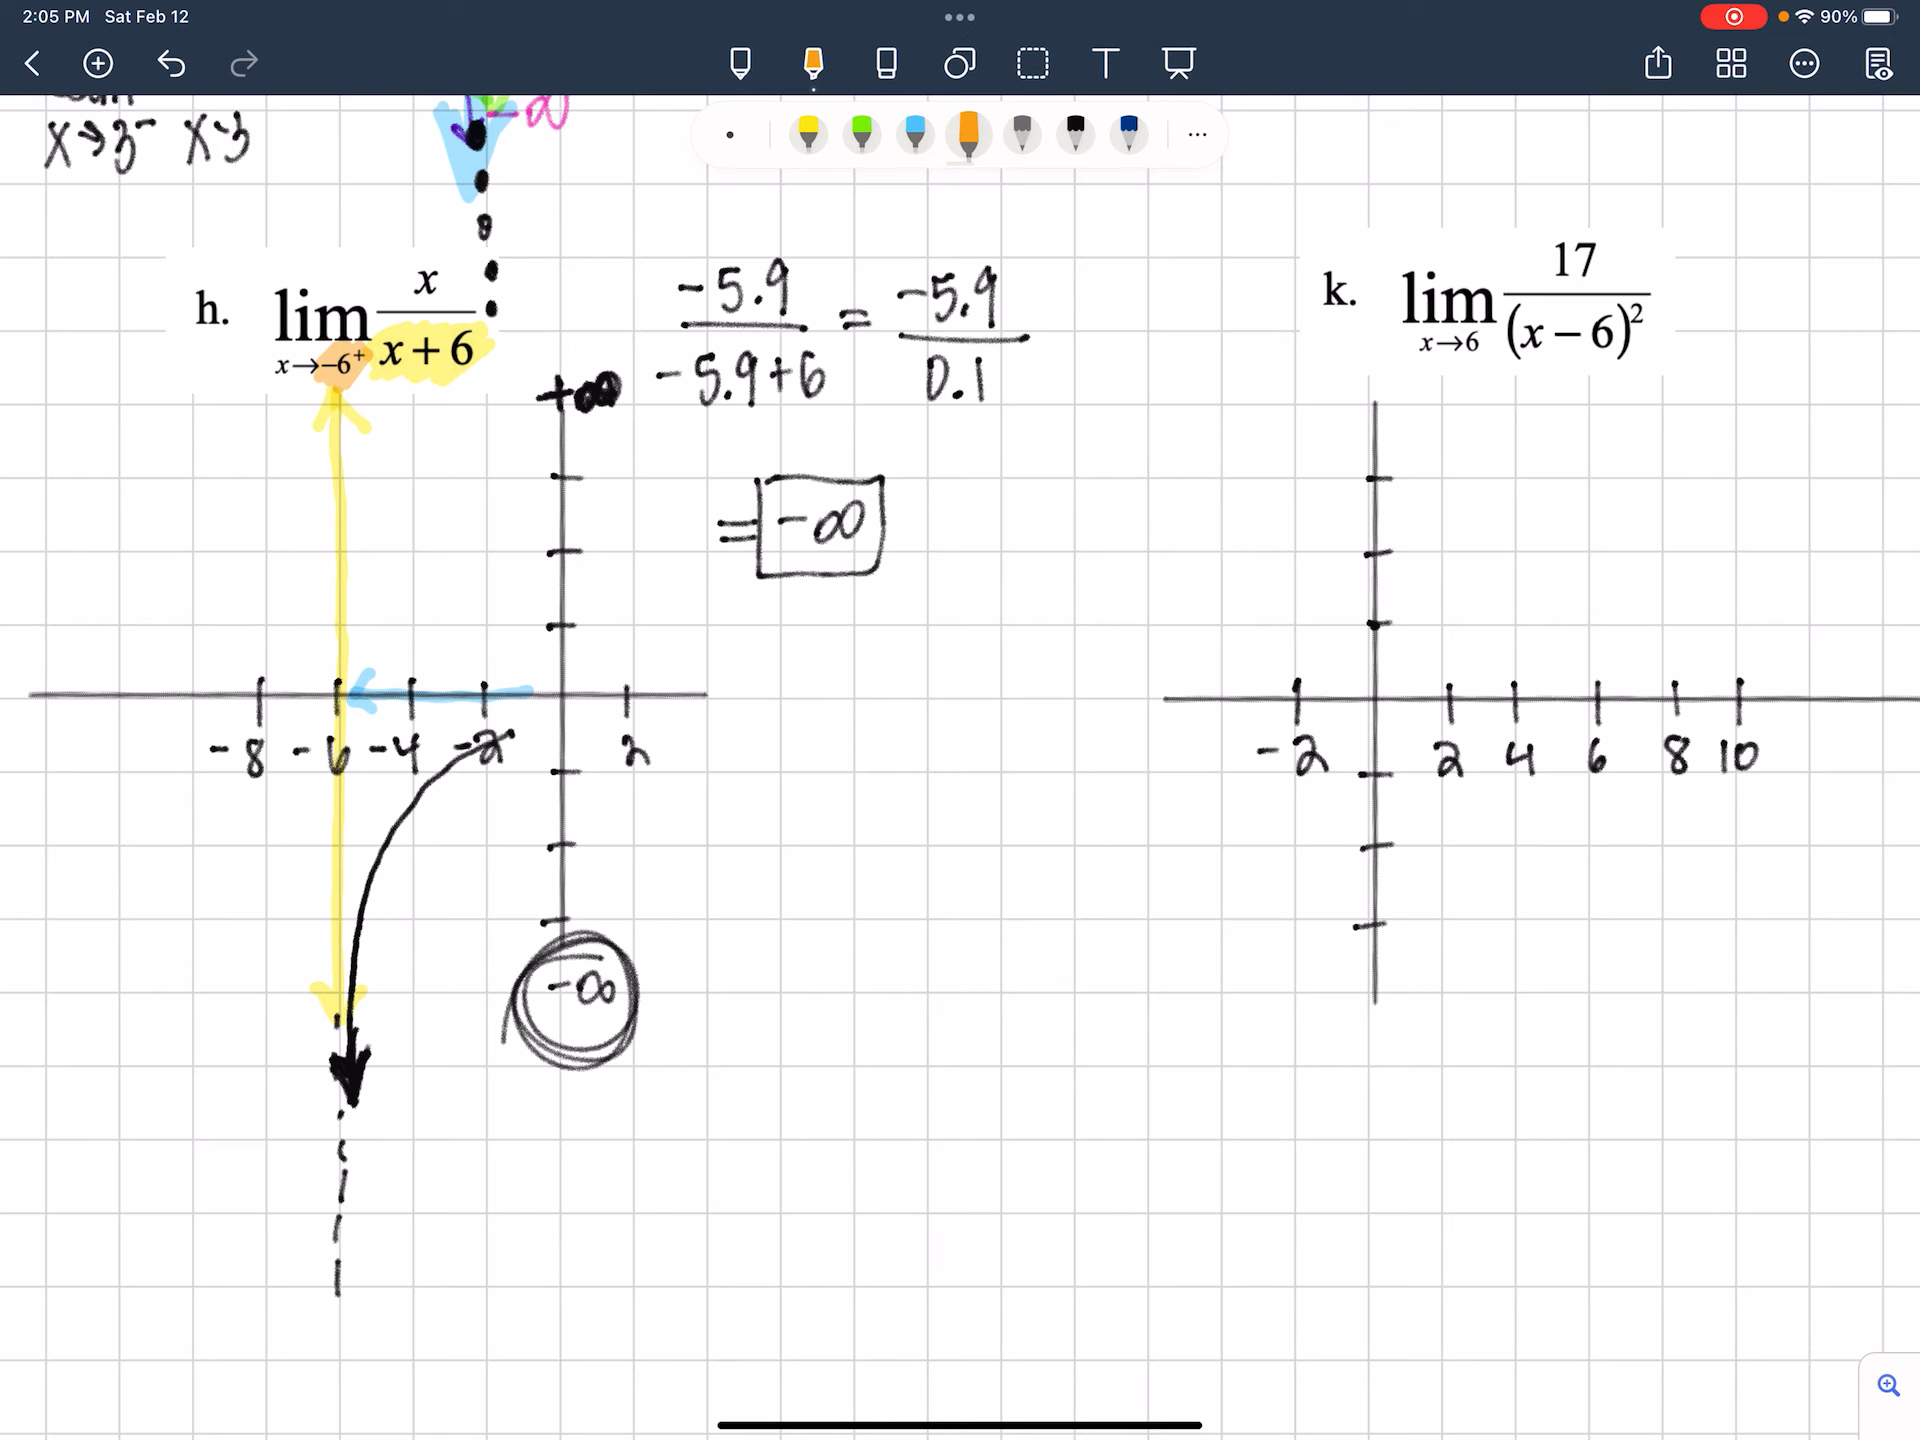 2:05 PM Sat Feb 12
90%
T
x→3⁻ x-3
-∞
h. lim x→-6⁺ x/(x+6)
-5.9/(-5.9+6) = -5.9/0.1
= -∞
+∞
-8 -6 -4 -2 2
-∞
k. lim x→6 17/(x-6)²
-2 2 4 6 8 10